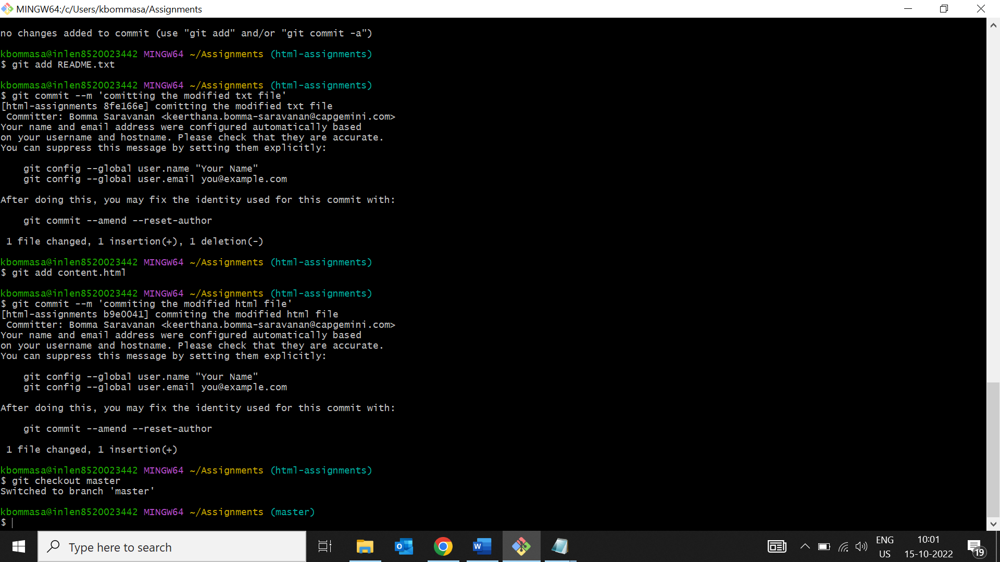 MINGW64:/c/Users/kbommasa/Assignments
no changes added to commit (use "git add" and/or "git commit -a")
kbommasa@inlen8520023442 MINGW64 ~/Assignments (html-assignments)
$ git add README.txt
kbommasa@inlen8520023442 MINGW64 ~/Assignments (html-assignments)
$ git commit --m 'comitting the modified txt file'
[html-assignments 8fe166e] comitting the modified txt file
Committer: Bomma Saravanan <keerthana.bomma-saravanan@capgemini.com>
Your name and email address were configured automatically based
on your username and hostname. Please check that they are accurate.
You can suppress this message by setting them explicitly:
git config --global user.name "Your Name"
git config --global user.email you@example.com
After doing this, you may fix the identity used for this commit with:
git commit --amend --reset-author
1 file changed, 1 insertion(+), 1 deletion(-)
kbommasa@inlen8520023442 MINGW64 ~/Assignments (html-assignments)
$ git add content.html
kbommasa@inlen8520023442 MINGW64 ~/Assignments (html-assignments)
$ git commit --m 'commiting the modified html file'
[html-assignments b9e0041] commiting the modified html file
Committer: Bomma Saravanan <keerthana.bomma-saravanan@capgemini.com>
Your name and email address were configured automatically based
on your username and hostname. Please check that they are accurate.
You can suppress this message by setting them explicitly:
git config --global user.name "Your Name"
git config --global user.email you@example.com
After doing this, you may fix the identity used for this commit with:
git commit --amend --reset-author
1 file changed, 1 insertion(+)
kbommasa@inlen8520023442 MINGW64 ~/Assignments (html-assignments)
$ git checkout master
Switched to branch 'master'
kbommasa@inlen8520023442 MINGW64 ~/Assignments (master)
$
Type here to search
ENG
US
10:01
15-10-2022
19